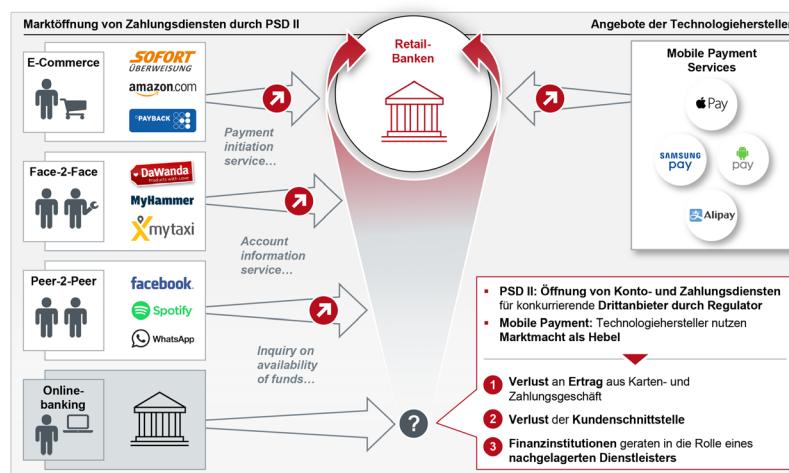 Marktöffnung von Zahlungsdiensten durch PSD II
Angebote der Technologiehersteller
E-Commerce
SOFORT
ÜBERWEISUNG
amazon.com
°PAYBACK
Payment
initiation
service…
Face-2-Face
DaWanda
Products with Love
MyHammer
mytaxi
Account
information
service…
Peer-2-Peer
facebook.
Spotify
WhatsApp
Inquiry on
availability
of funds…
Online-
banking
?
Retail-
Banken
Mobile Payment
Services
Pay
SAMSUNG
pay
pay
Alipay
▪ PSD II: Öffnung von Konto- und Zahlungsdiensten
für konkurrierende Drittanbieter durch Regulator
▪ Mobile Payment: Technologiehersteller nutzen
Marktmacht als Hebel
1 Verlust an Ertrag aus Karten- und
Zahlungsgeschäft
2 Verlust der Kundenschnittstelle
3 Finanzinstitutionen geraten in die Rolle eines
nachgelagerten Dienstleisters